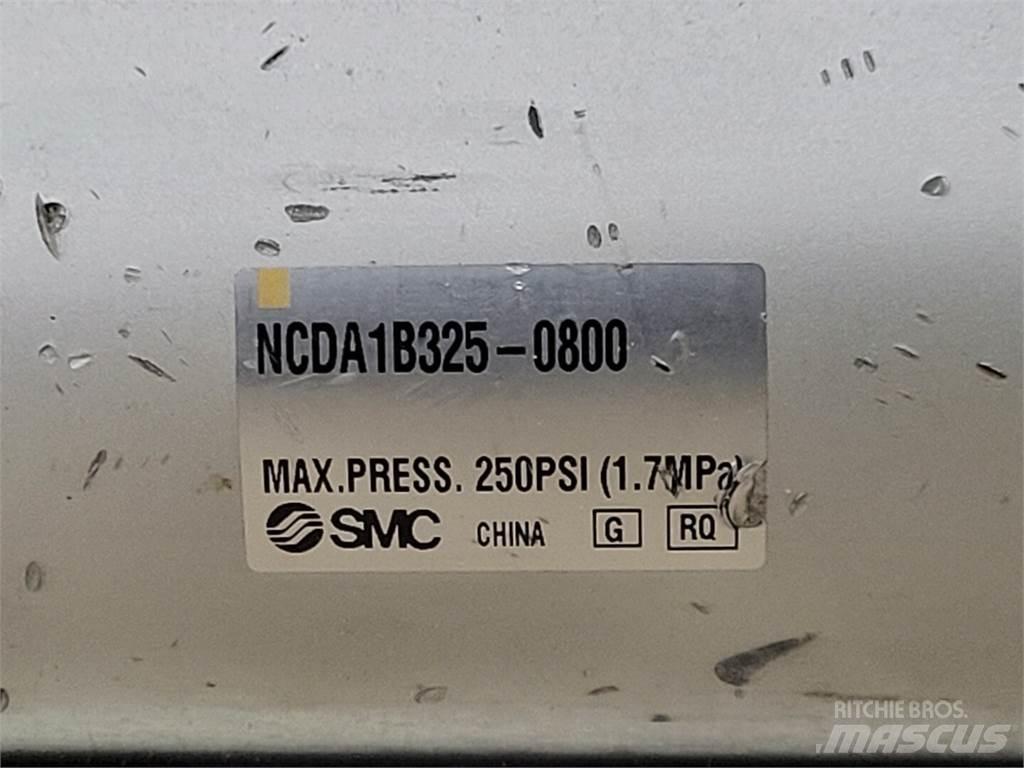 NCDA1B325-0800
MAX.PRESS. 250PSI (1.7MPa)
SMC CHINA G RQ
RITCHIE BROS.
MASCUS